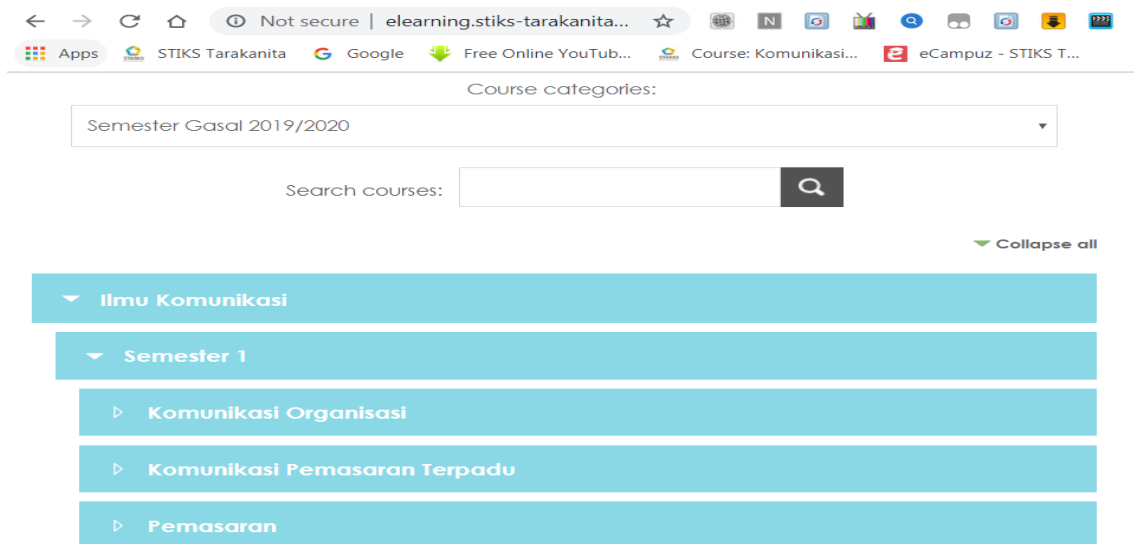 Not secure | elearning.stiks-tarakanita...
Apps STIKS Tarakanita Google Free Online YouTub... Course: Komunikasi... eCampuz - STIKS T...
Course categories:
Semester Gasal 2019/2020
Search courses:
Collapse all
Ilmu Komunikasi
Semester 1
Komunikasi Organisasi
Komunikasi Pemasaran Terpadu
Pemasaran